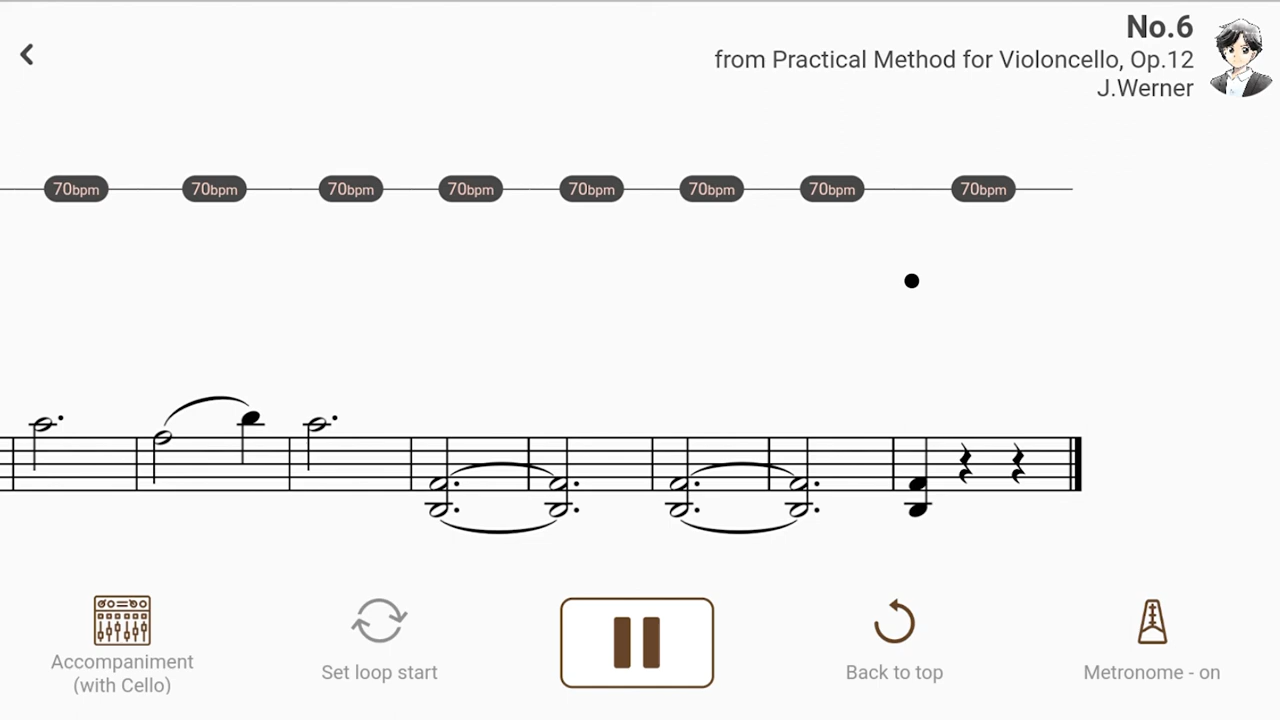 No.6
from Practical Method for Violoncello, Op.12
J.Werner
70bpm 70bpm 70bpm 70bpm 70bpm 70bpm 70bpm 70bpm
Accompaniment
(with Cello)
Set loop start
Back to top
Metronome - on